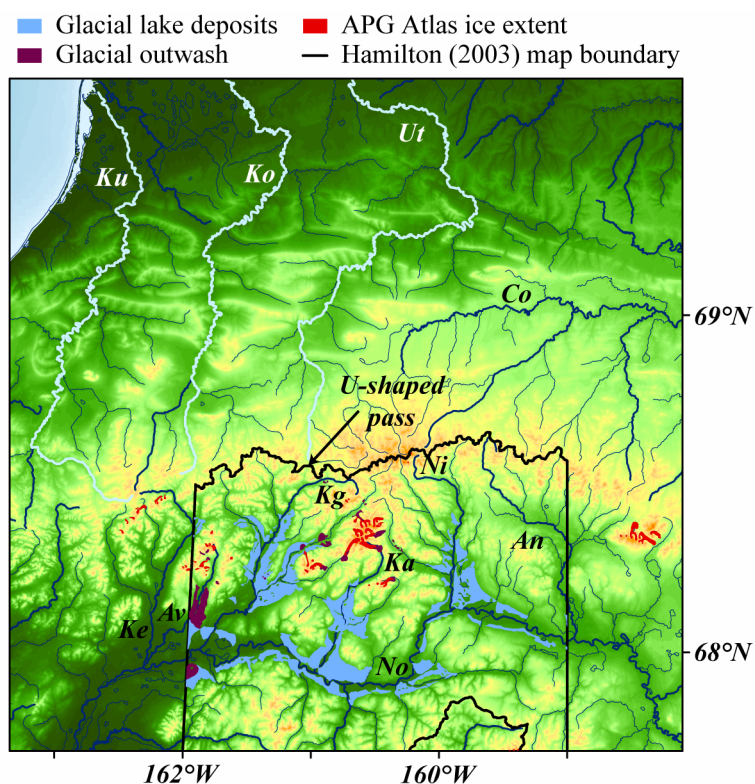 Glacial lake deposits
APG Atlas ice extent
Glacial outwash
Hamilton (2003) map boundary
Ku
Ko
Ut
Co
69°N
U-shaped
pass
Ni
Kg
An
Ka
Av
Ke
68°N
No
162°W
160°W